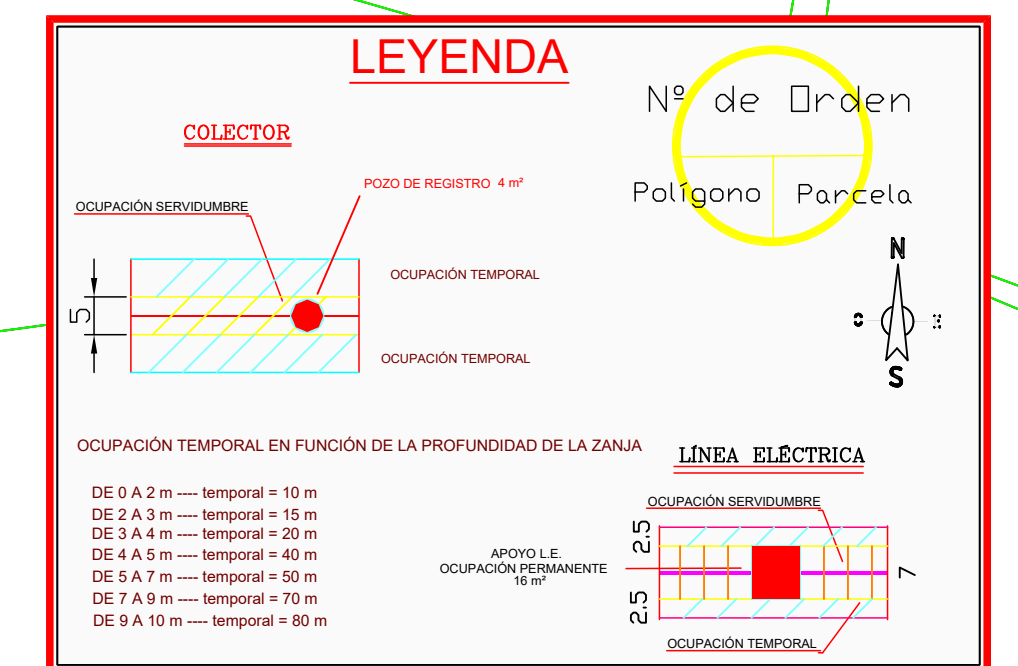 LEYENDA
Nº de Orden
Polígono Parcela
COLECTOR
POZO DE REGISTRO 4 m²
OCUPACIÓN SERVIDUMBRE
OCUPACIÓN TEMPORAL
5
OCUPACIÓN TEMPORAL
N
S
OCUPACIÓN TEMPORAL EN FUNCIÓN DE LA PROFUNDIDAD DE LA ZANJA
DE 0 A 2 m ---- temporal = 10 m
DE 2 A 3 m ---- temporal = 15 m
DE 3 A 4 m ---- temporal = 20 m
DE 4 A 5 m ---- temporal = 40 m
DE 5 A 7 m ---- temporal = 50 m
DE 7 A 9 m ---- temporal = 70 m
DE 9 A 10 m ---- temporal = 80 m
LÍNEA ELÉCTRICA
OCUPACIÓN SERVIDUMBRE
2.5
APOYO L.E.
OCUPACIÓN PERMANENTE
16 m²
7
2.5
OCUPACIÓN TEMPORAL